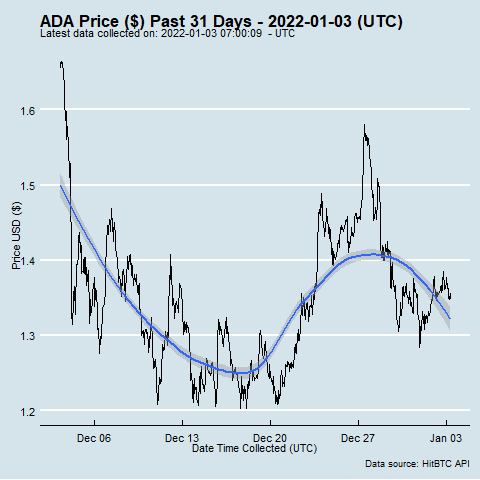 ADA Price ($) Past 31 Days - 2022-01-03 (UTC)
Latest data collected on: 2022-01-03 07:00:09 - UTC
1.6
1.5
1.4
1.3
1.2
Price USD ($)
Dec 06 Dec 13 Dec 20 Dec 27 Jan 03
Date Time Collected (UTC)
Data source: HitBTC API